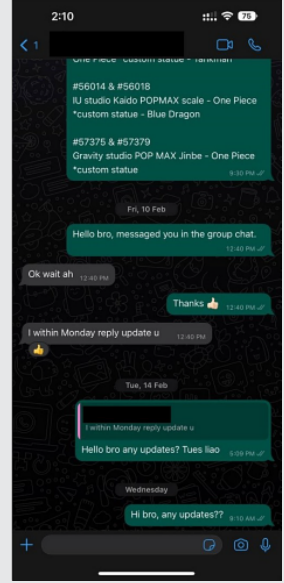 2:10
75
1
One Piece *custom statue - Tankman
#56014 & #56018
IU studio Kaido POPMAX scale - One Piece
*custom statue - Blue Dragon
#57375 & #57379
Gravity studio POP MAX Jinbe - One Piece
*custom statue
9:30 PM
Fri, 10 Feb
Hello bro, messaged you in the group chat.
12:40 PM
Ok wait ah 12:40 PM
Thanks 👍 12:40 PM
I within Monday reply update u 12:40 PM
👍
Tue, 14 Feb
I within Monday reply update u
Hello bro any updates? Tues liao 6:09 PM
Wednesday
Hi bro, any updates?? 9:10 AM